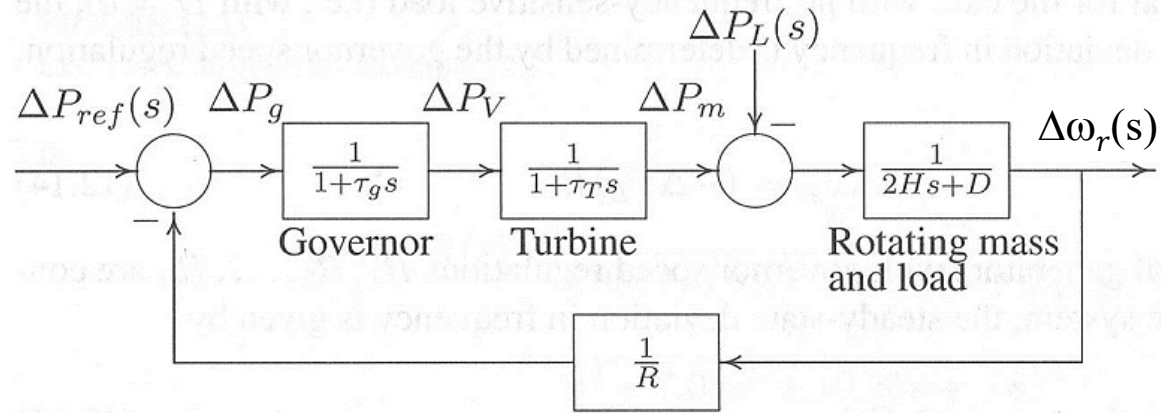 ΔP_L(s)
ΔP_ref(s) ΔP_g ΔP_V ΔP_m − Δω_r(s)
1/(1+τ_g s) 1/(1+τ_T s) 1/(2Hs+D)
−
Governor Turbine Rotating mass
and load
1/R